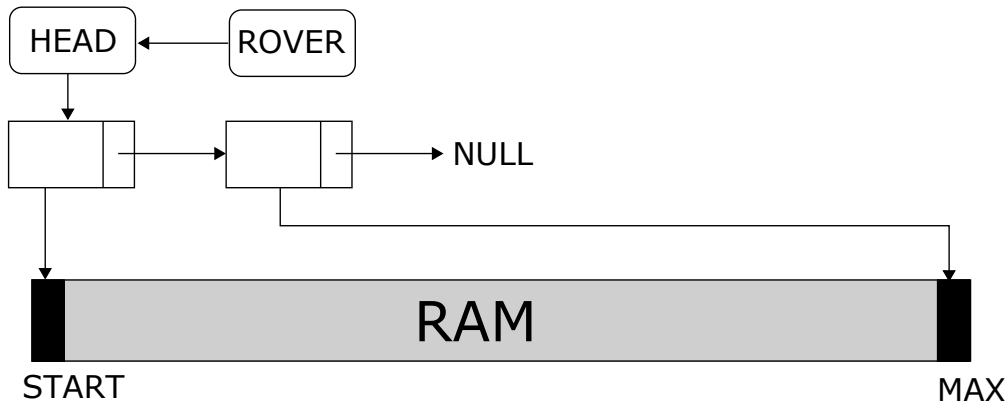 HEAD
ROVER
NULL
RAM
START
MAX